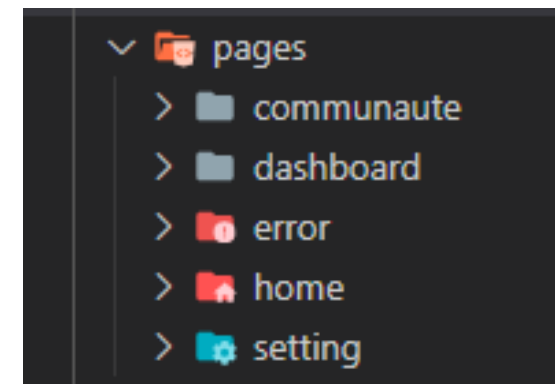 pages
communaute
dashboard
error
home
setting